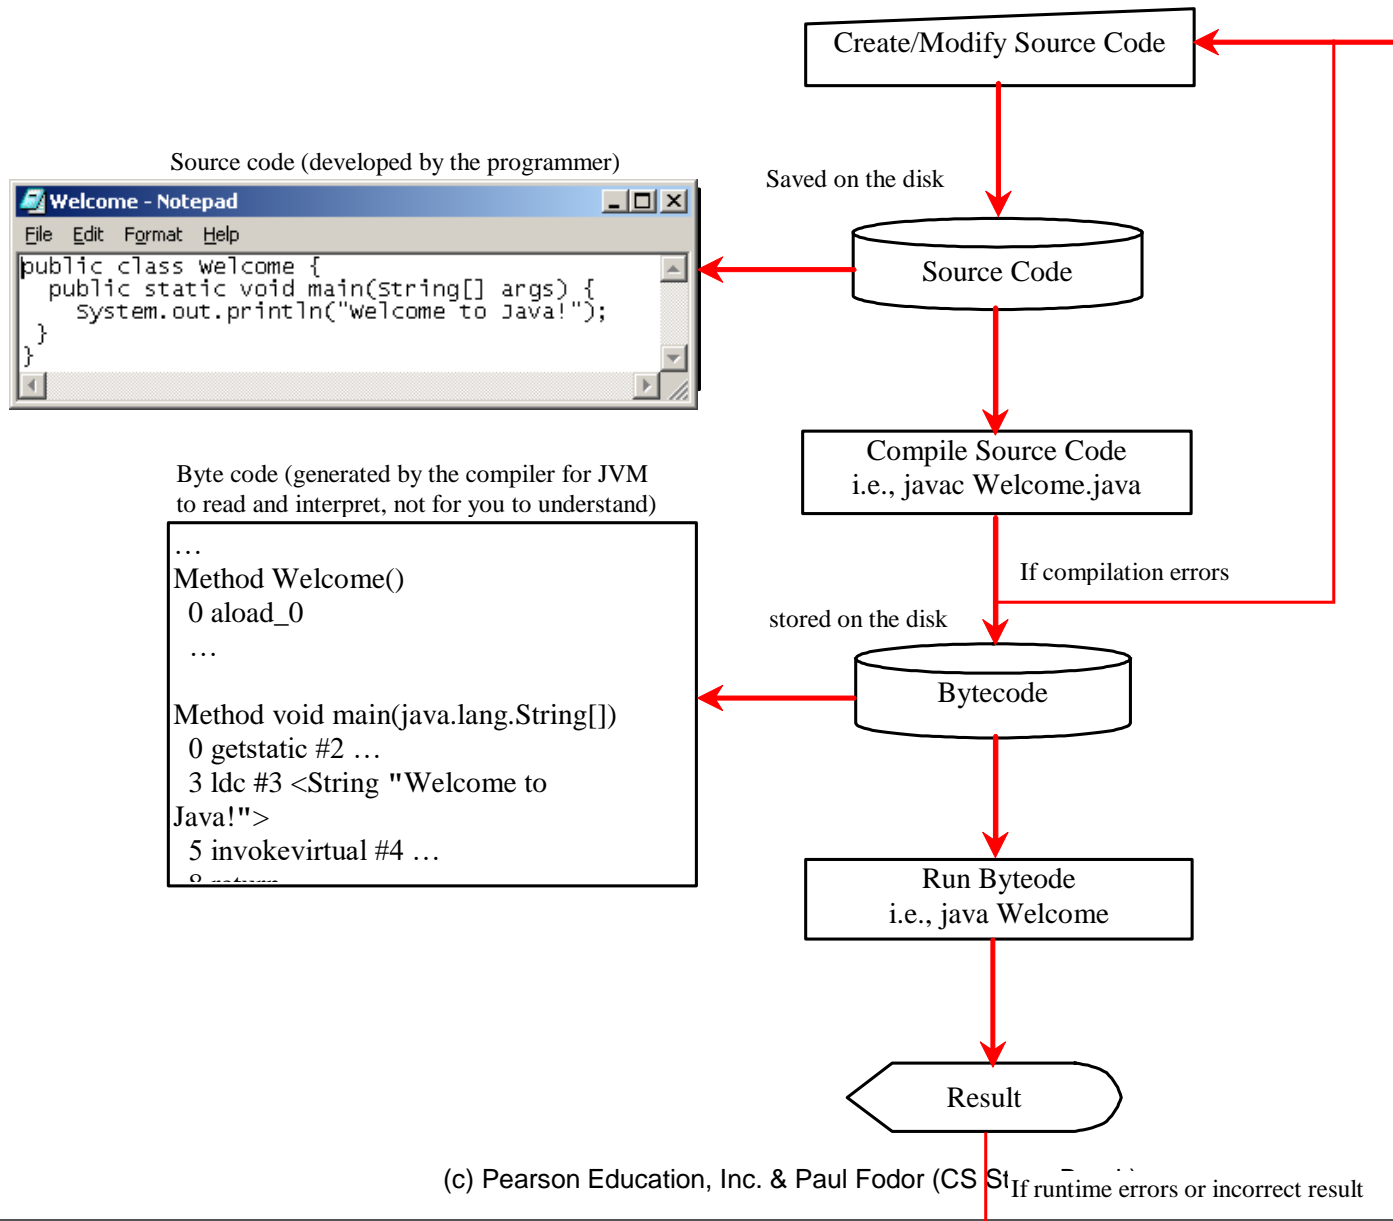 Create/Modify Source Code
Source code (developed by the programmer)
Saved on the disk
Welcome - Notepad
File Edit Format Help
public class Welcome {
public static void main(String[] args) {
System.out.println("Welcome to Java!");
}
}
Source Code
Compile Source Code
i.e., javac Welcome.java
Byte code (generated by the compiler for JVM
to read and interpret, not for you to understand)
If compilation errors
stored on the disk
…
Method Welcome()
0 aload_0
…
Method void main(java.lang.String[])
0 getstatic #2 …
3 ldc #3 <String "Welcome to
Java!">
5 invokevirtual #4 …
Bytecode
Run Byteode
i.e., java Welcome
Result
(c) Pearson Education, Inc. & Paul Fodor (CS
If runtime errors or incorrect result